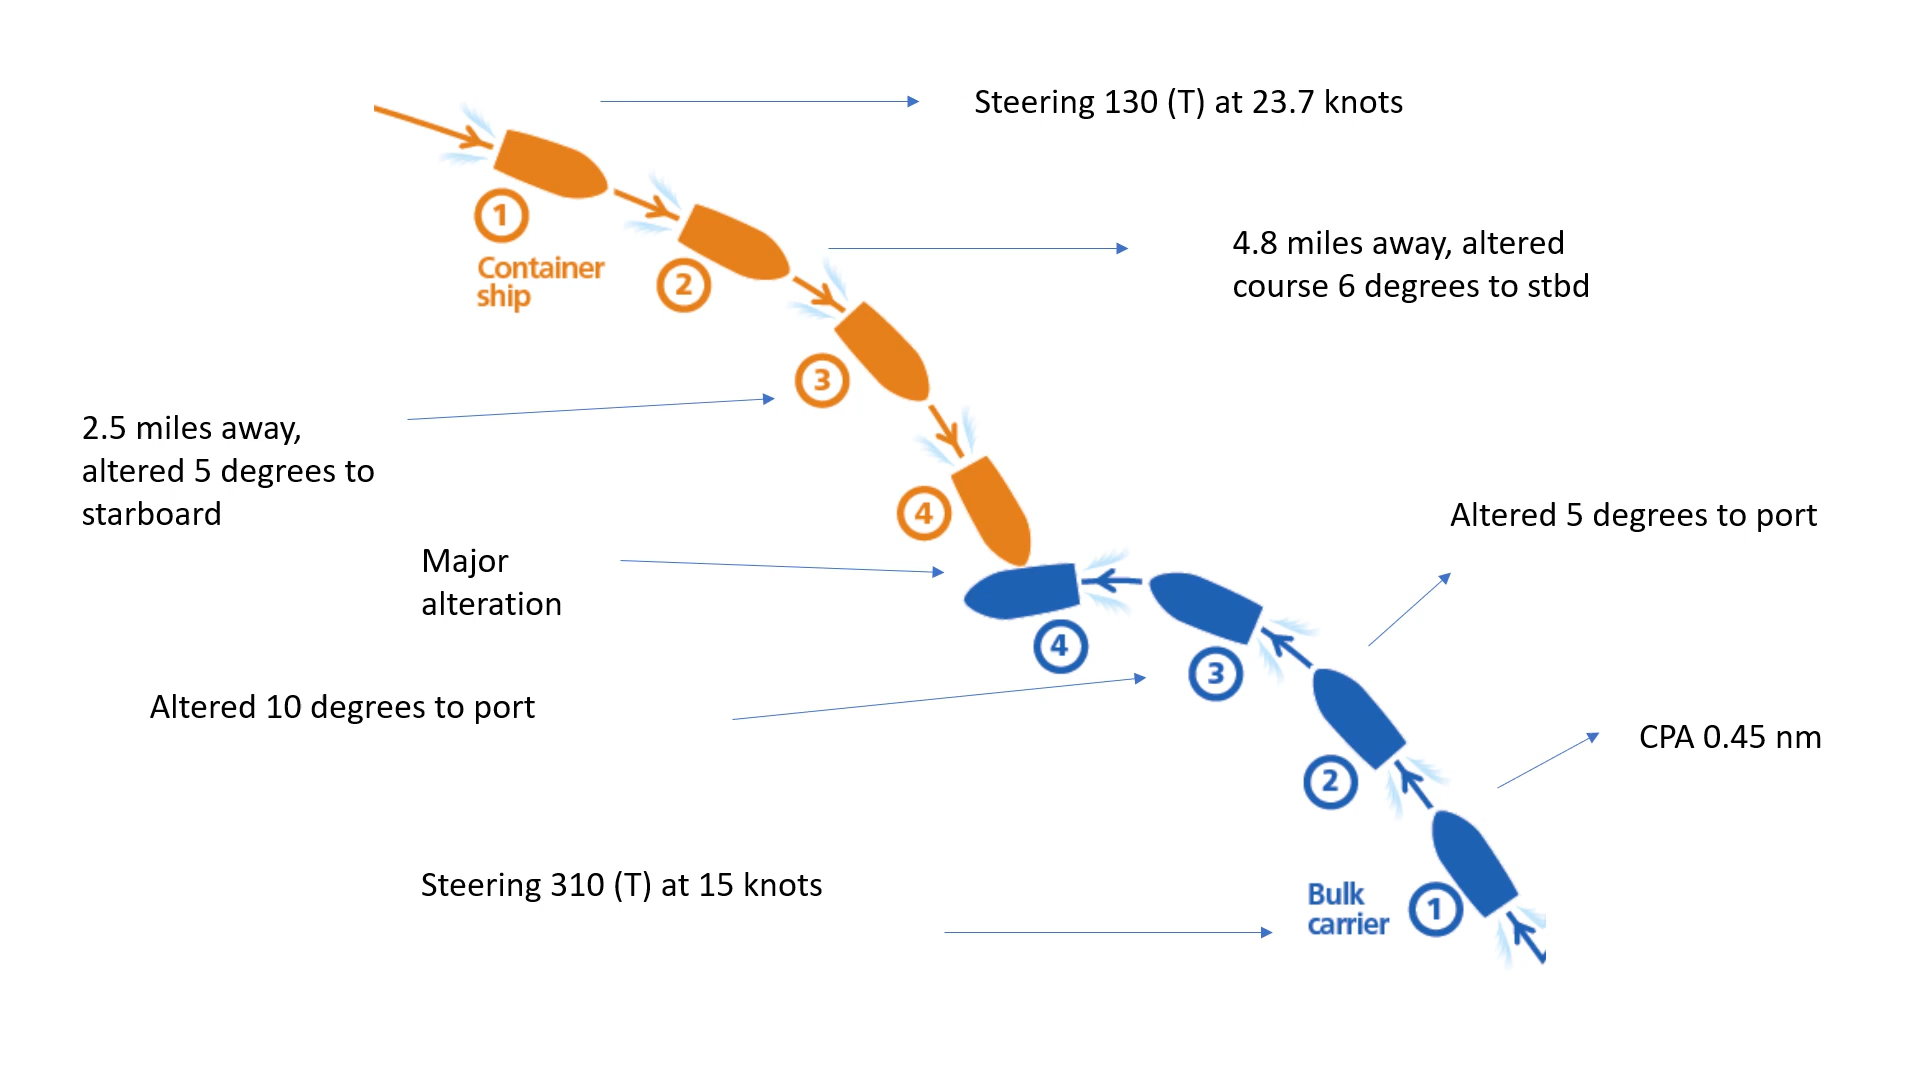 Steering 130 (T) at 23.7 knots
1
Container
ship
2
4.8 miles away, altered
course 6 degrees to stbd
3
2.5 miles away,
altered 5 degrees to
starboard
4
Altered 5 degrees to port
Major
alteration
4
3
Altered 10 degrees to port
2
CPA 0.45 nm
Steering 310 (T) at 15 knots
Bulk
carrier
1